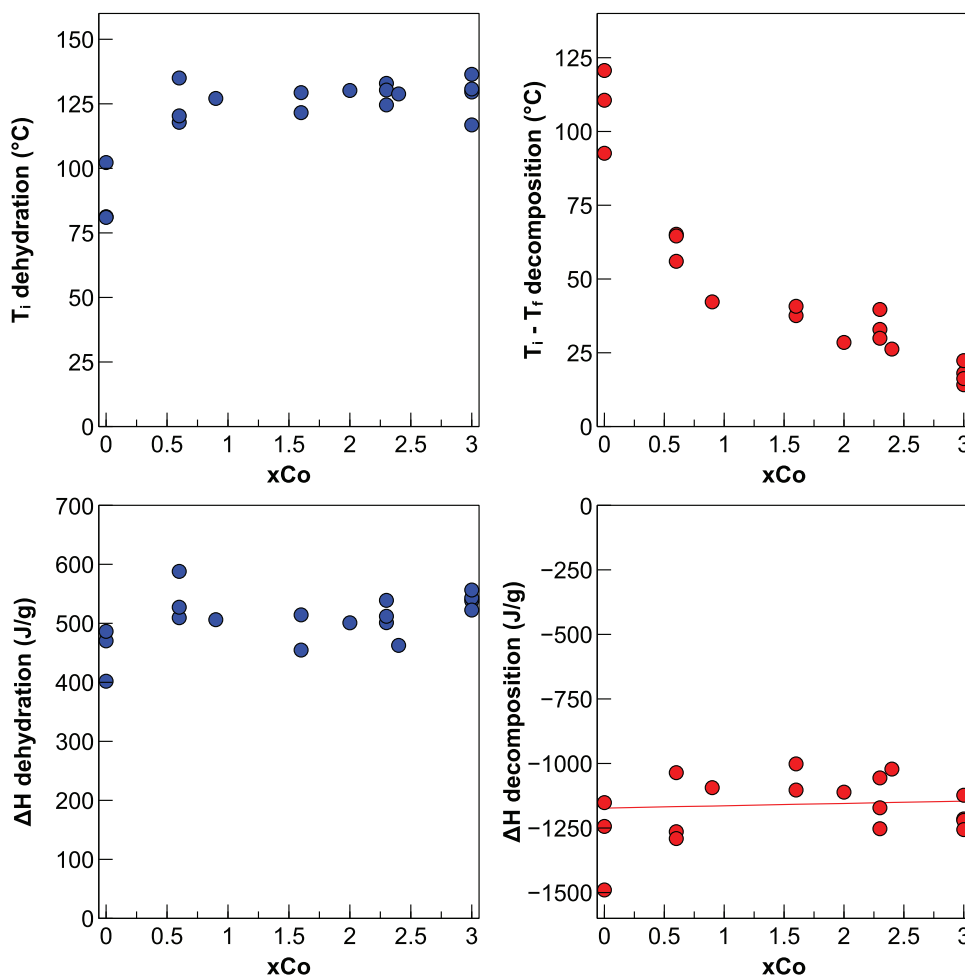 150
125
100
75
50
25
0
Tᵢ dehydration (°C)
0 0.5 1 1.5 2 2.5 3
xCo
125
100
75
50
25
0
Tᵢ - T_f decomposition (°C)
0 0.5 1 1.5 2 2.5 3
xCo
700
600
500
400
300
200
100
0
ΔH dehydration (J/g)
0 0.5 1 1.5 2 2.5 3
xCo
0
−250
−500
−750
−1000
−1250
−1500
ΔH decomposition (J/g)
0 0.5 1 1.5 2 2.5 3
xCo